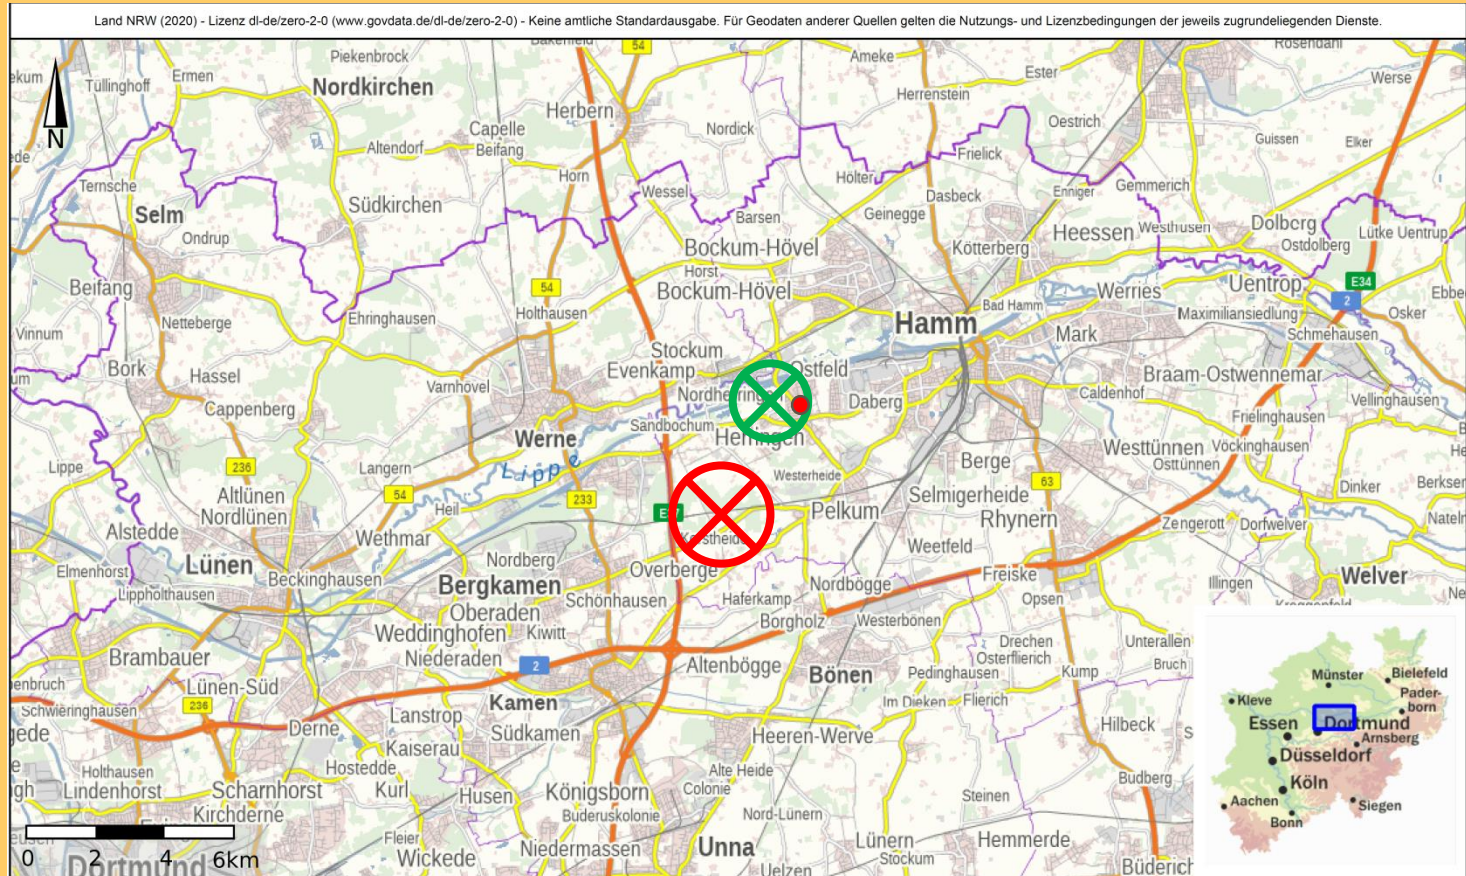 Land NRW (2020) - Lizenz dl-de/zero-2-0 (www.govdata.de/dl-de/zero-2-0) - Keine amtliche Standardausgabe. Für Geodaten anderer Quellen gelten die Nutzungs- und Lizenzbedingungen der jeweils zugrundeliegenden Dienste.
54
Piekenbrock
Ameke
Ermen
Tüllinghoff
Ester
Werse
Nordkirchen
Herrenstein
Herbern
N
Capelle
Beifang
Nordick
Oestrich
Guissen
Elker
Altendorf
Frielick
Horn
Hölter
Ternsche
Wessel
Enniger
Gemmerich
Dasbeck
Selm
Südkirchen
Barsen
Geinegge
Ondrup
Heessen
Westhusen
Dolberg
Lütke Uentrup
Bockum-Hövel
Kötterberg
Ostdolberg
Horst
Beifang
54
Bockum-Hövel
Werries
Uentrop
E34
2
Bad Hamm
Holthausen
Ehringhausen
Netteberge
Vinnum
Hamm
Mark
Maximiliansiedlung
Osker
Schmehausen
Stockum
Evenkamp
Ostfeld
Bork
Hassel
Varnhövel
Braam-Ostwennemar
Caldenhof
Vellinghausen
Cappenberg
Daberg
Frielinghausen
Sandbochum
Herringen
Werne
Westtünnen
Vöckinghausen
Osttünnen
Lippe
236
Langern
Lippe
Westerheide
Berge
63
Dinker
Altlünen
Nordlünen
54
233
Selmigerheide
Heil
Pelkum
Rhynern
Alstedde
Zengerott
Dorfwelver
Wethmar
Weetfeld
Nordberg
Overberge
Elmenhorst
Lünen
Beckinghausen
Bergkamen
Nordbögge
Freiske
Illingen
Welver
Lippholthausen
Oberaden
Schönhausen
Haferkamp
Opsen
Borgholz
Westerbönen
Weddinghofen
Kiwitt
Drechen
Unterallen
Brambauer
Niederaden
2
Altenbögge
Osterflierich
Bruch
Bönen
Pedinghausen
Kump
Lünen-Süd
236
Kamen
Im Dieken
Flierich
Schwieringhausen
Lanstrop
Derne
Südkamen
Heeren-Werve
Hilbeck
Kaiserau
Hostedde
Alte Heide
Holthausen
Lindenhorst
Scharnhorst
Kurl
Husen
Königsborn
Colonie
Budberg
Steinen
Kirchderne
Buderuskolonie
Nord-Lünern
Fleier
Wickede
Niedermassen
Unna
Lünern
Stockum
Hemmerde
Büderich
Dortmund
Uelzen
0
2
4
6km
Münster
Bielefeld
Kleve
Pader-
born
Essen
Dortmund
Arnsberg
Düsseldorf
Köln
Aachen
Siegen
Bonn